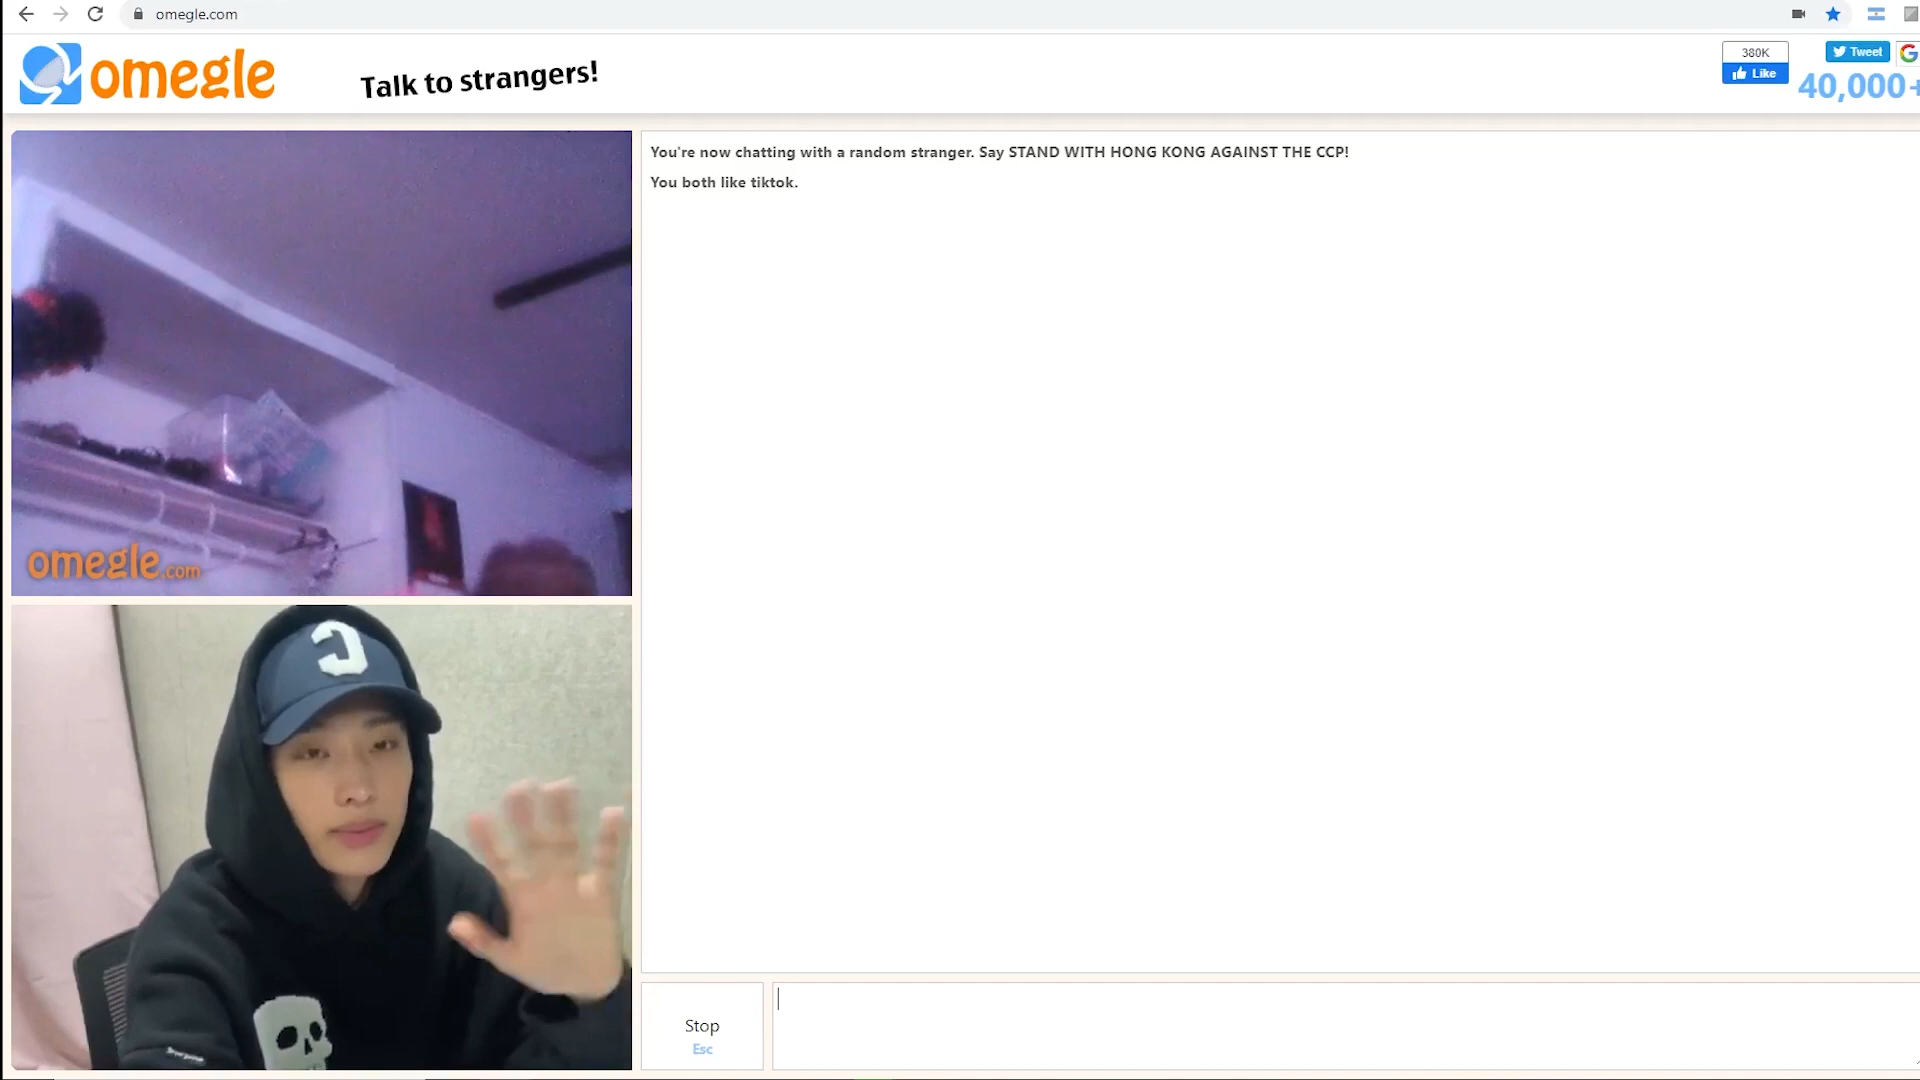 omegle.com
omegle
Talk to strangers!
380K
Like
Tweet
40,000+
You're now chatting with a random stranger. Say STAND WITH HONG KONG AGAINST THE CCP!
You both like tiktok.
omegle.com
C
Stop
Esc